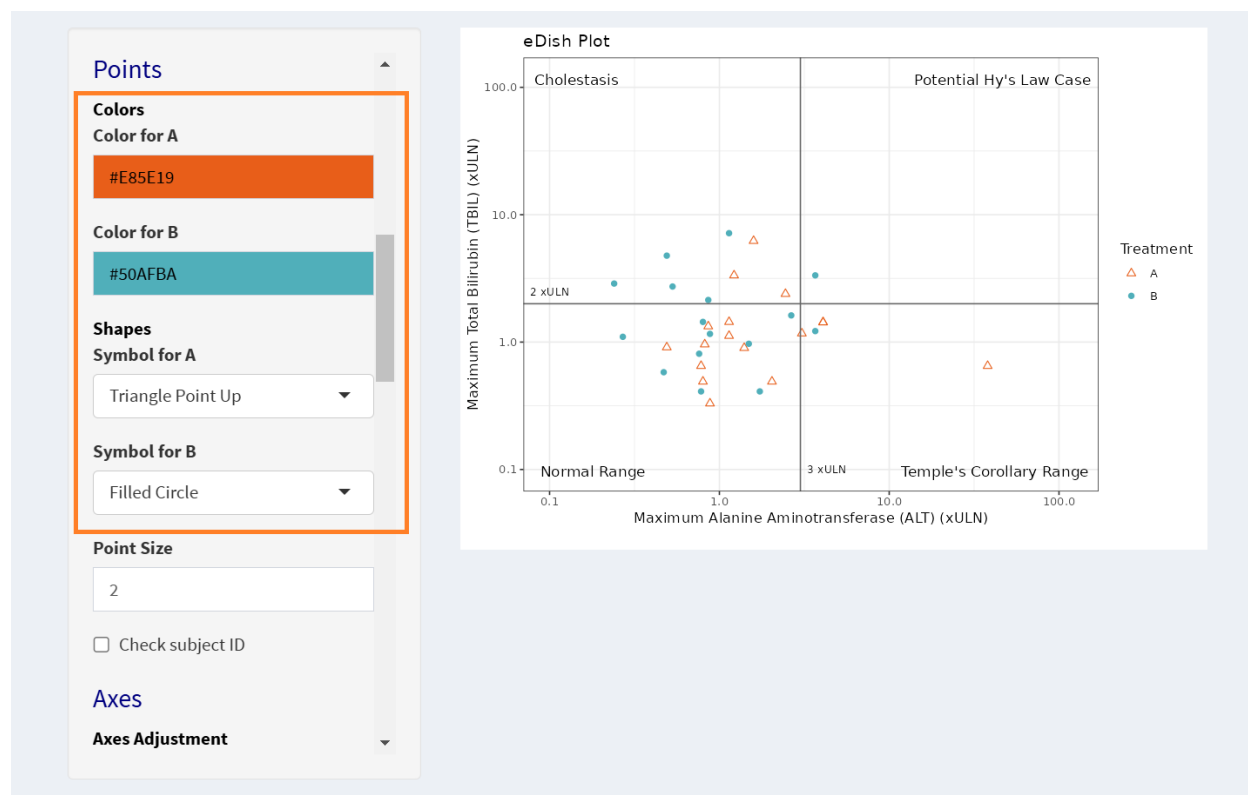 Points
Colors
Color for A
#E85E19
Color for B
#50AFBA
Shapes
Symbol for A
Triangle Point Up
Symbol for B
Filled Circle
Point Size
2
Check subject ID
Axes
Axes Adjustment
eDish Plot
Cholestasis
Potential Hy's Law Case
100.0
10.0
1.0
0.1
Maximum Total Bilirubin (TBIL) (xULN)
2 xULN
Normal Range
3 xULN
Temple's Corollary Range
0.1
1.0
10.0
100.0
Maximum Alanine Aminotransferase (ALT) (xULN)
Treatment
A
B